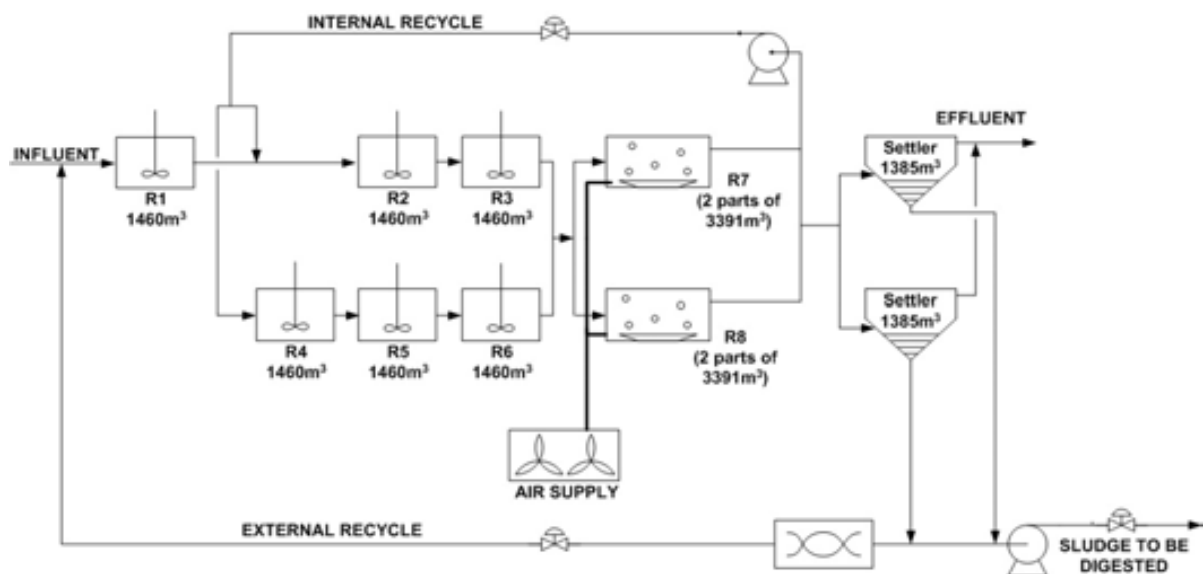 INTERNAL RECYCLE
EFFLUENT
INFLUENT
Settler
1385m³
R1
1460m³
R2
1460m³
R3
1460m³
R7
(2 parts of
3391m³)
Settler
1385m³
R4
1460m³
R5
1460m³
R6
1460m³
R8
(2 parts of
3391m³)
AIR SUPPLY
EXTERNAL RECYCLE
SLUDGE TO BE
DIGESTED